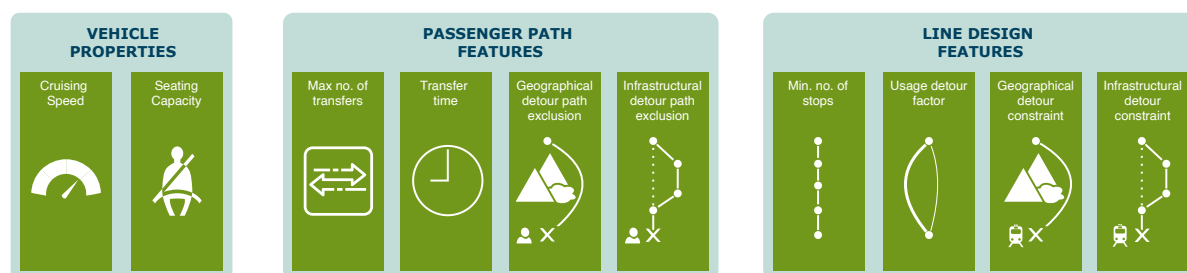 VEHICLE
PROPERTIES
Cruising
Speed
Seating
Capacity
PASSENGER PATH
FEATURES
Max no. of
transfers
Transfer
time
Geographical
detour path
exclusion
Infrastructural
detour path
exclusion
LINE DESIGN
FEATURES
Min. no. of
stops
Usage detour
factor
Geographical
detour
constraint
Infrastructural
detour
constraint